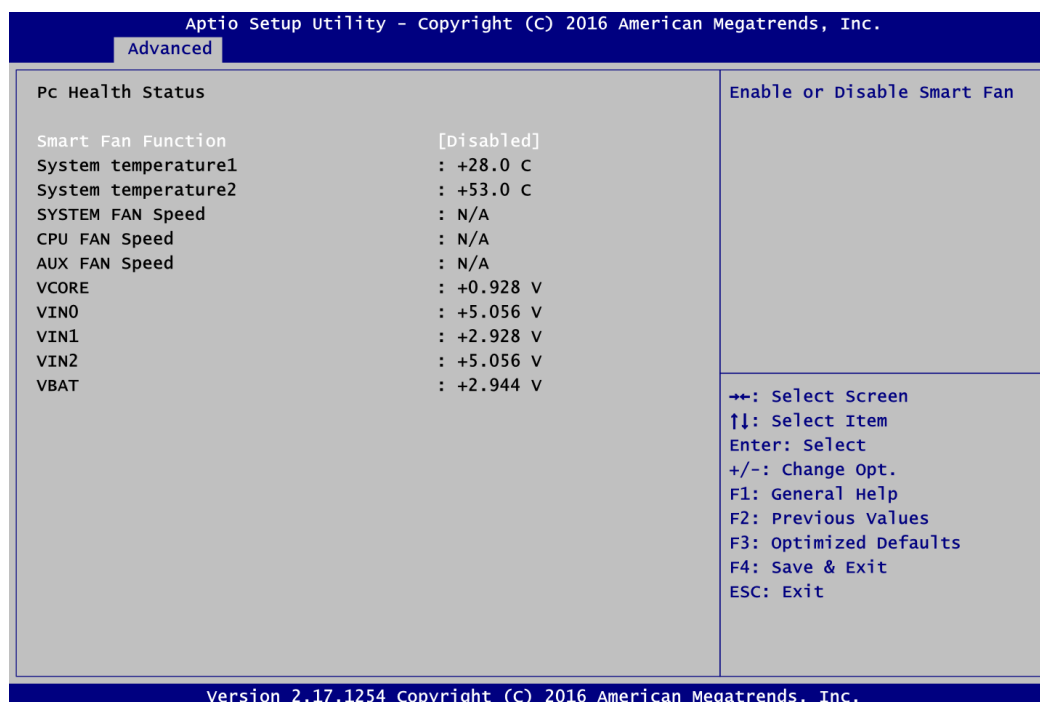 Aptio Setup Utility - Copyright (C) 2016 American Megatrends, Inc.
Advanced
Pc Health Status
Smart Fan Function [Disabled]
System temperature1 : +28.0 C
System temperature2 : +53.0 C
SYSTEM FAN Speed : N/A
CPU FAN Speed : N/A
AUX FAN Speed : N/A
VCORE : +0.928 V
VIN0 : +5.056 V
VIN1 : +2.928 V
VIN2 : +5.056 V
VBAT : +2.944 V
Enable or Disable Smart Fan
→←: Select Screen
↑↓: Select Item
Enter: Select
+/-: Change Opt.
F1: General Help
F2: Previous Values
F3: Optimized Defaults
F4: Save & Exit
ESC: Exit
Version 2.17.1254 Copyright (C) 2016 American Megatrends, Inc.